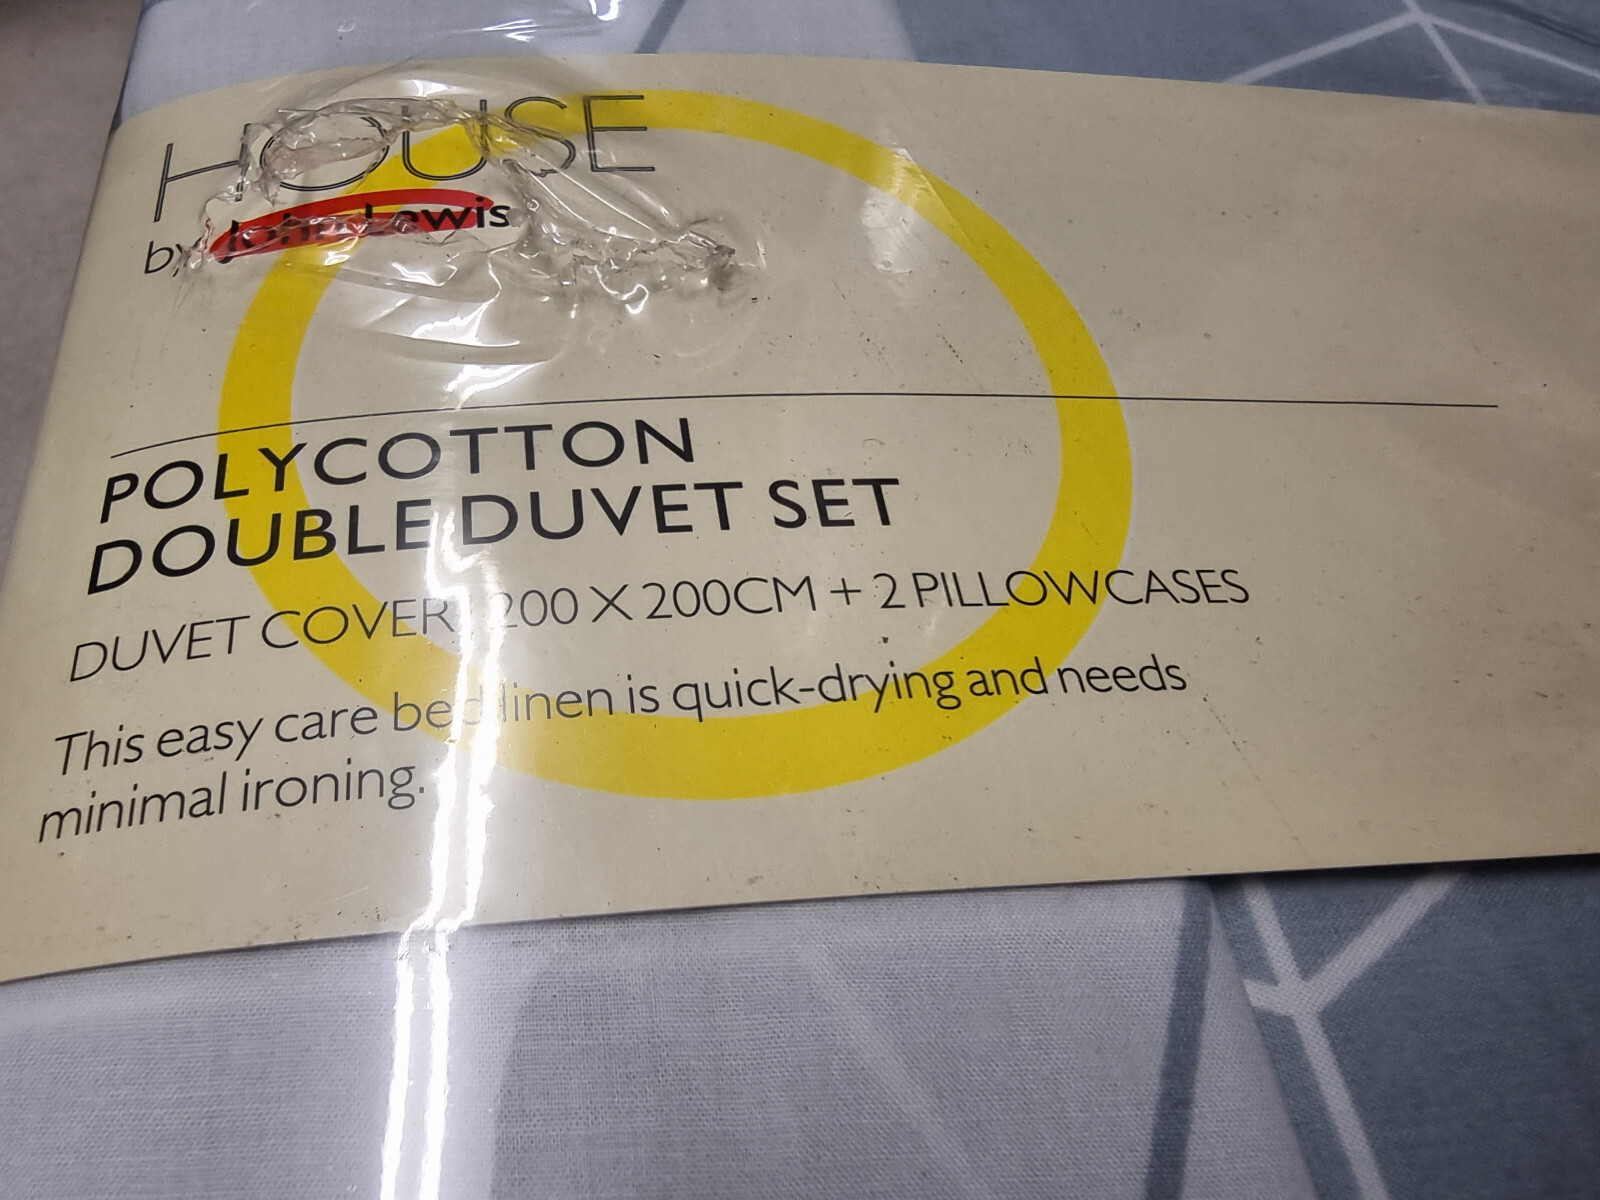 HOUSE
by John Lewis
POLYCOTTON
DOUBLE DUVET SET
DUVET COVER 200 X 200CM + 2 PILLOWCASES
This easy care bed linen is quick-drying and needs
minimal ironing.